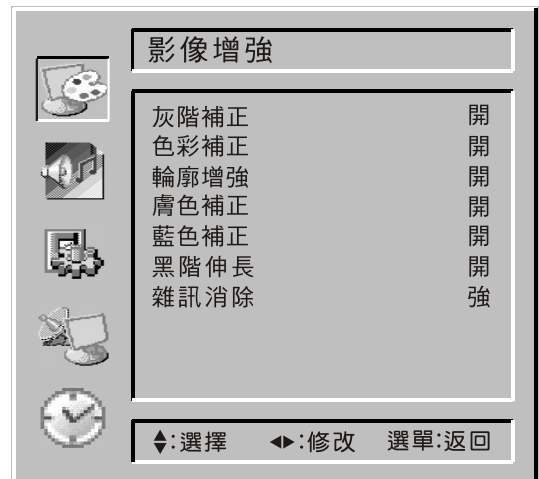 影像增強
灰階補正 開
色彩補正 開
輪廓增強 開
膚色補正 開
藍色補正 開
黑階伸長 開
雜訊消除 強
♦:選擇 ◂▸:修改 選單:返回